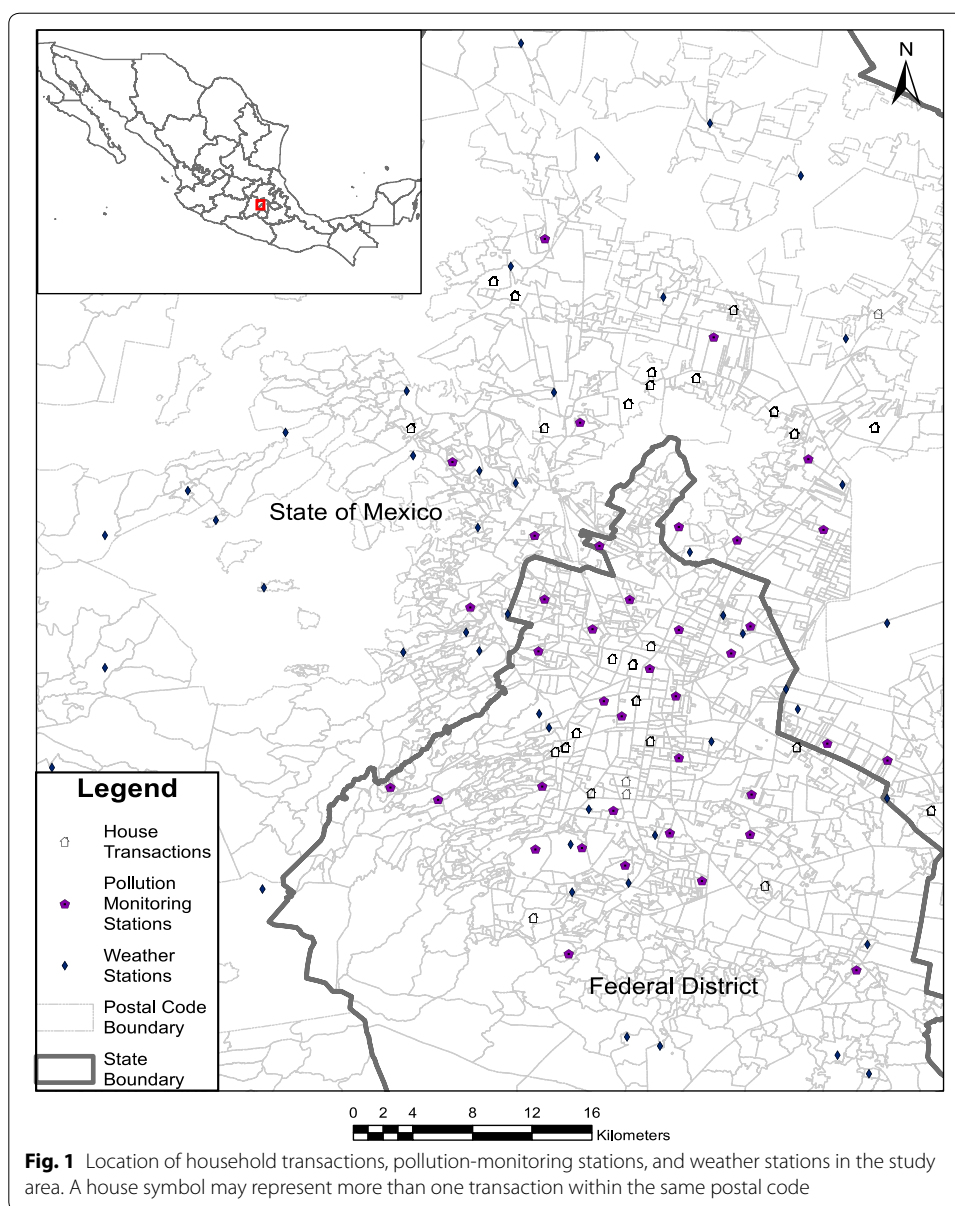 N
State of Mexico
Federal District
Legend
House
Transactions
Pollution
Monitoring
Stations
Weather
Stations
Postal Code
Boundary
State
Boundary
0 2 4 8 12 16
Kilometers
Fig. 1 Location of household transactions, pollution-monitoring stations, and weather stations in the study
area. A house symbol may represent more than one transaction within the same postal code